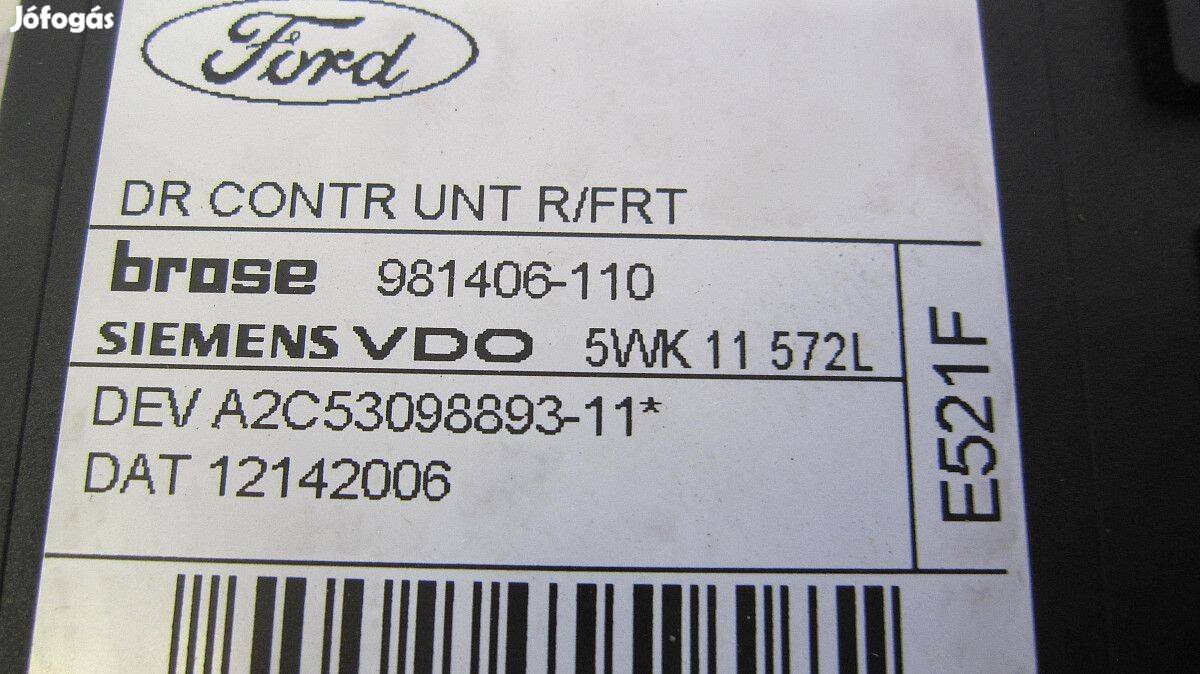 Jófogás
Ford
DR CONTR UNT R/FRT
brose 981406-110
SIEMENS VDO 5WK 11 572L
DEV A2C53098893-11*
DAT 12142006
E521F